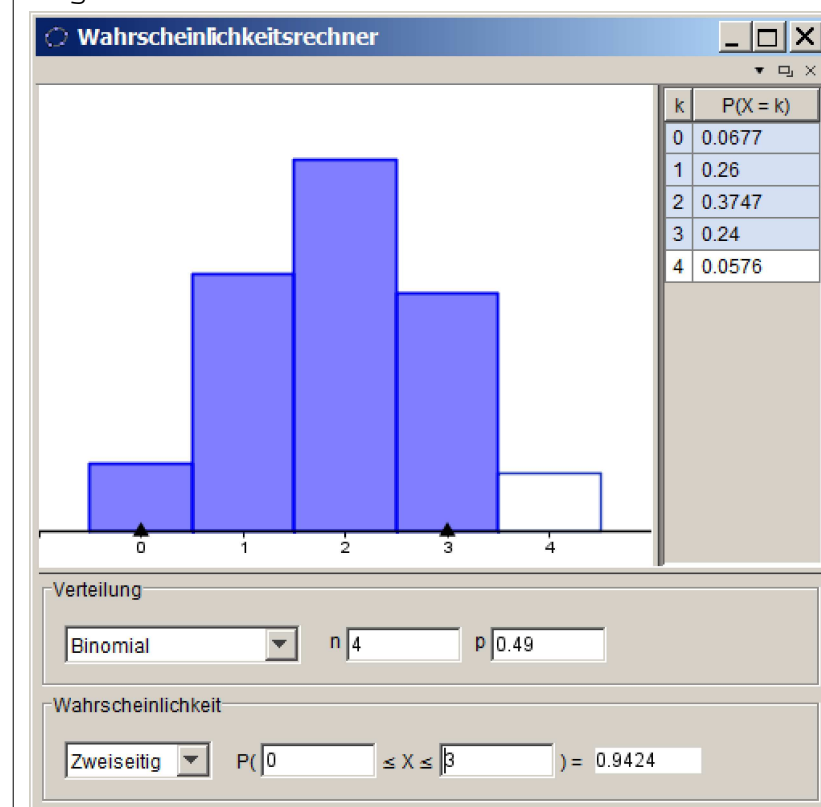 Wahrscheinlichkeitsrechner
k P(X = k)
0 0.0677
1 0.26
2 0.3747
3 0.24
4 0.0576
0 1 2 3 4
Verteilung
Binomial n 4 p 0.49
Wahrscheinlichkeit
Zweiseitig P( 0 ≤ X ≤ 3 ) = 0.9424